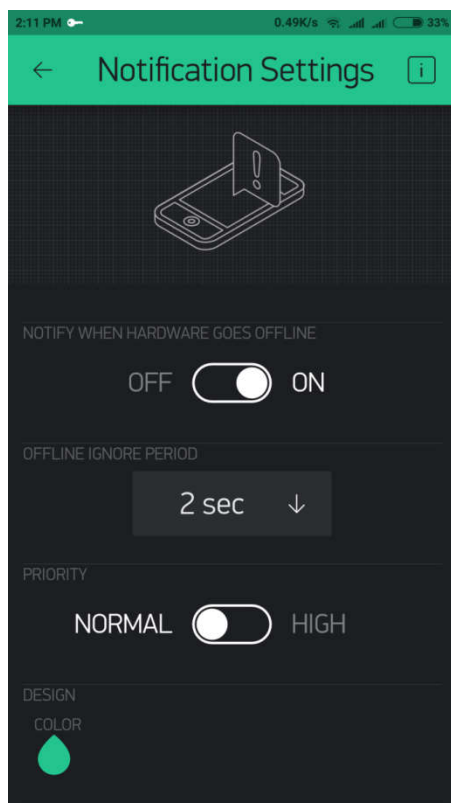 2:11 PM 0.49K/s 33%
Notification Settings i
NOTIFY WHEN HARDWARE GOES OFFLINE
OFF ON
OFFLINE IGNORE PERIOD
2 sec
PRIORITY
NORMAL HIGH
DESIGN
COLOR